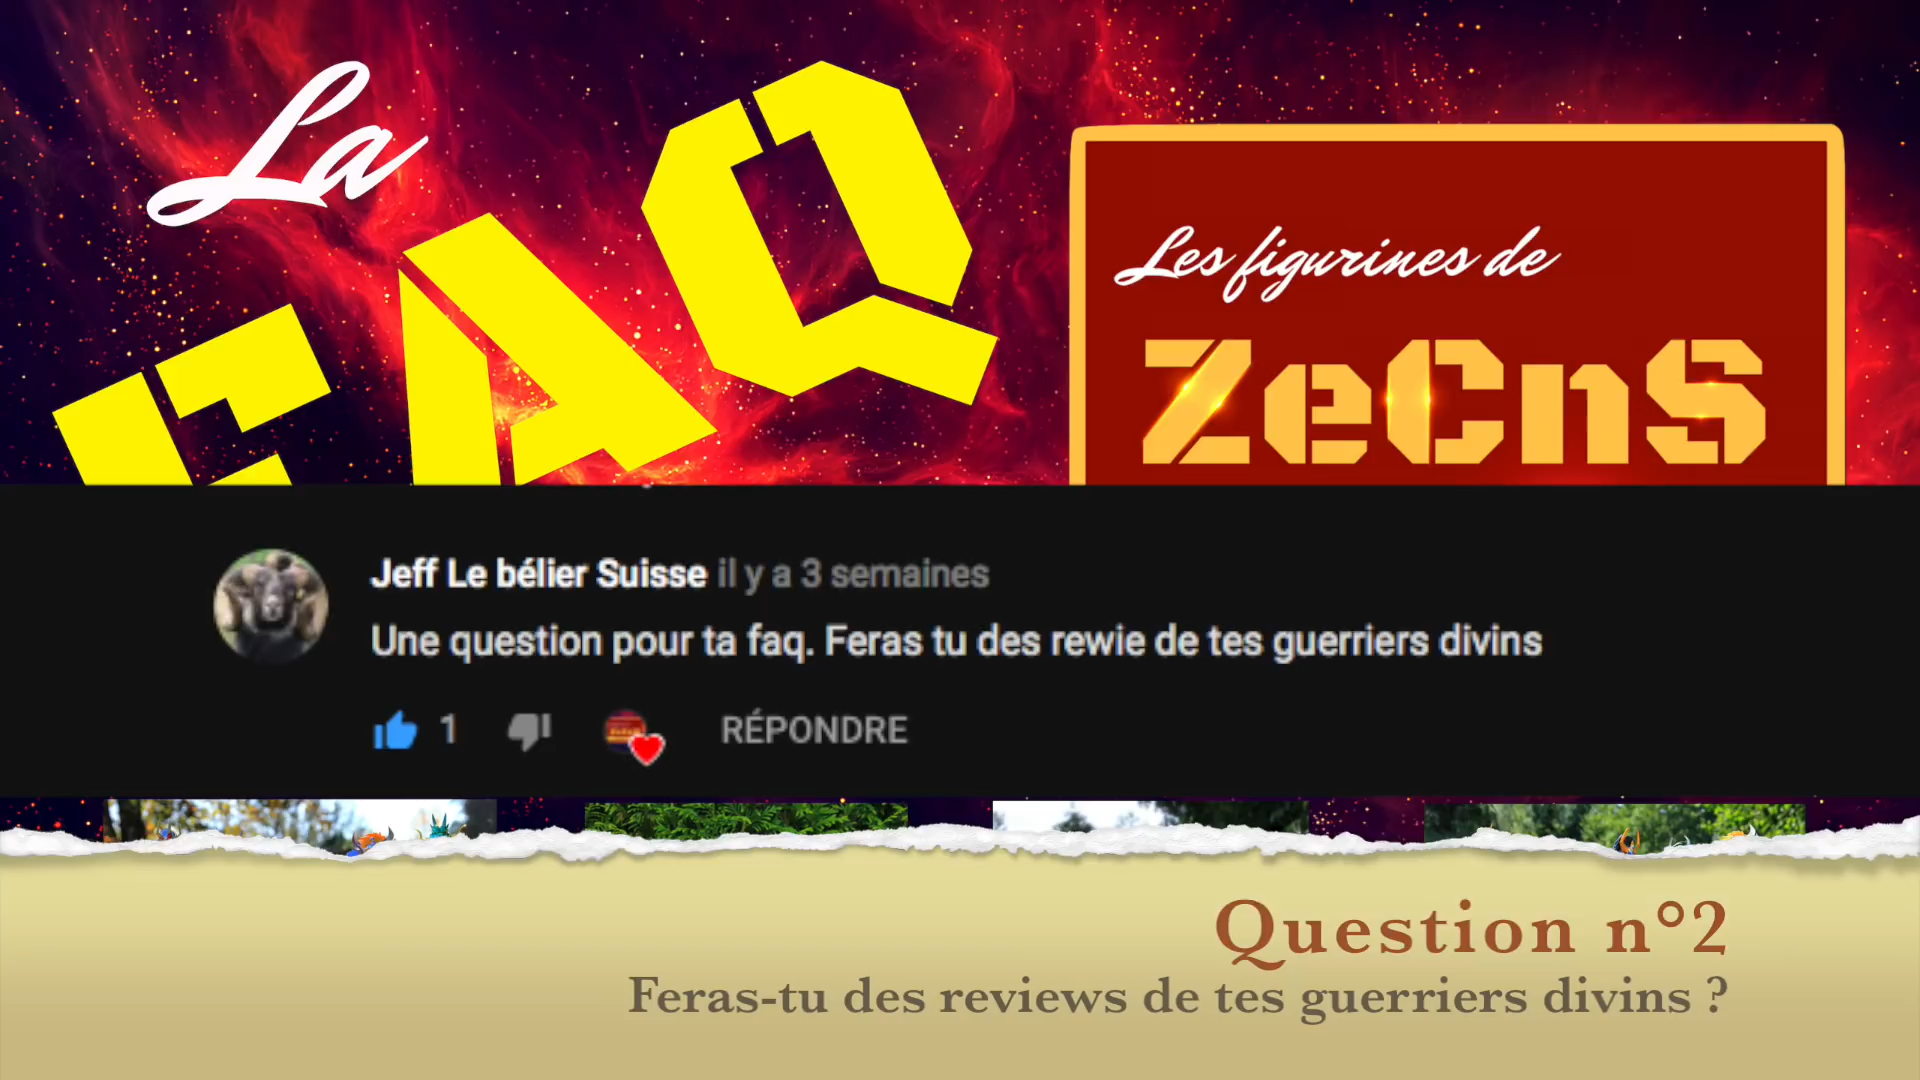 La
FAQ
Les figurines de
ZeCnS
Jeff Le bélier Suisse il y a 3 semaines
Une question pour ta faq. Feras tu des rewie de tes guerriers divins
1 RÉPONDRE
Question n°2
Feras-tu des reviews de tes guerriers divins ?